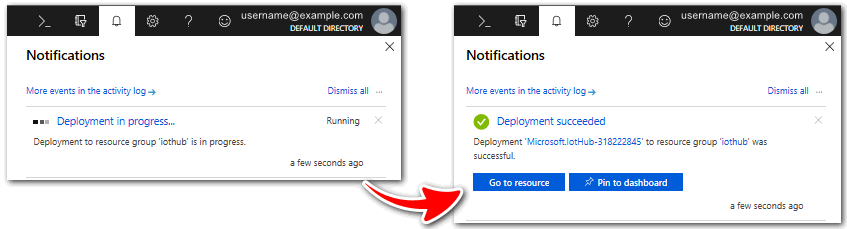 username@example.com
DEFAULT DIRECTORY
Notifications
More events in the activity log
Dismiss all ...
Deployment in progress...
Running
Deployment to resource group 'iothub' is in progress.
a few seconds ago
username@example.com
DEFAULT DIRECTORY
Notifications
More events in the activity log
Dismiss all ...
Deployment succeeded
Deployment 'Microsoft.IotHub-318222845' to resource group 'iothub' was
successful.
Go to resource
Pin to dashboard
a few seconds ago